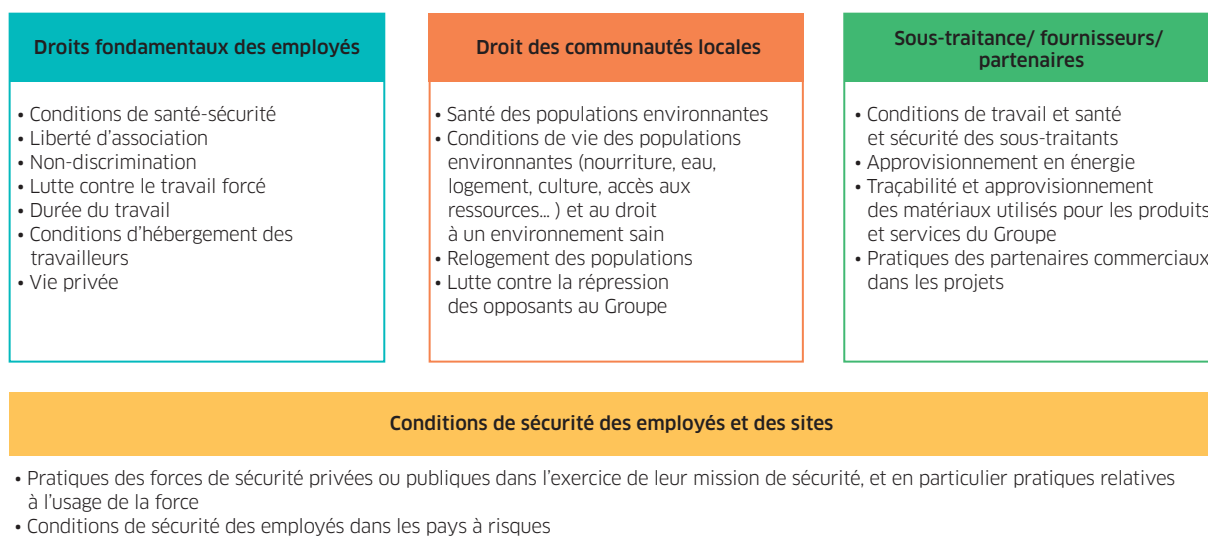 Droits fondamentaux des employés
• Conditions de santé-sécurité
• Liberté d'association
• Non-discrimination
• Lutte contre le travail forcé
• Durée du travail
• Conditions d'hébergement des
travailleurs
• Vie privée
Droit des communautés locales
• Santé des populations environnantes
• Conditions de vie des populations
environnantes (nourriture, eau,
logement, culture, accès aux
ressources... ) et au droit
à un environnement sain
• Relogement des populations
• Lutte contre la répression
des opposants au Groupe
Sous-traitance/ fournisseurs/
partenaires
• Conditions de travail et santé
et sécurité des sous-traitants
• Approvisionnement en énergie
• Traçabilité et approvisionnement
des matériaux utilisés pour les produits
et services du Groupe
• Pratiques des partenaires commerciaux
dans les projets
Conditions de sécurité des employés et des sites
• Pratiques des forces de sécurité privées ou publiques dans l'exercice de leur mission de sécurité, et en particulier pratiques relatives
à l'usage de la force
• Conditions de sécurité des employés dans les pays à risques